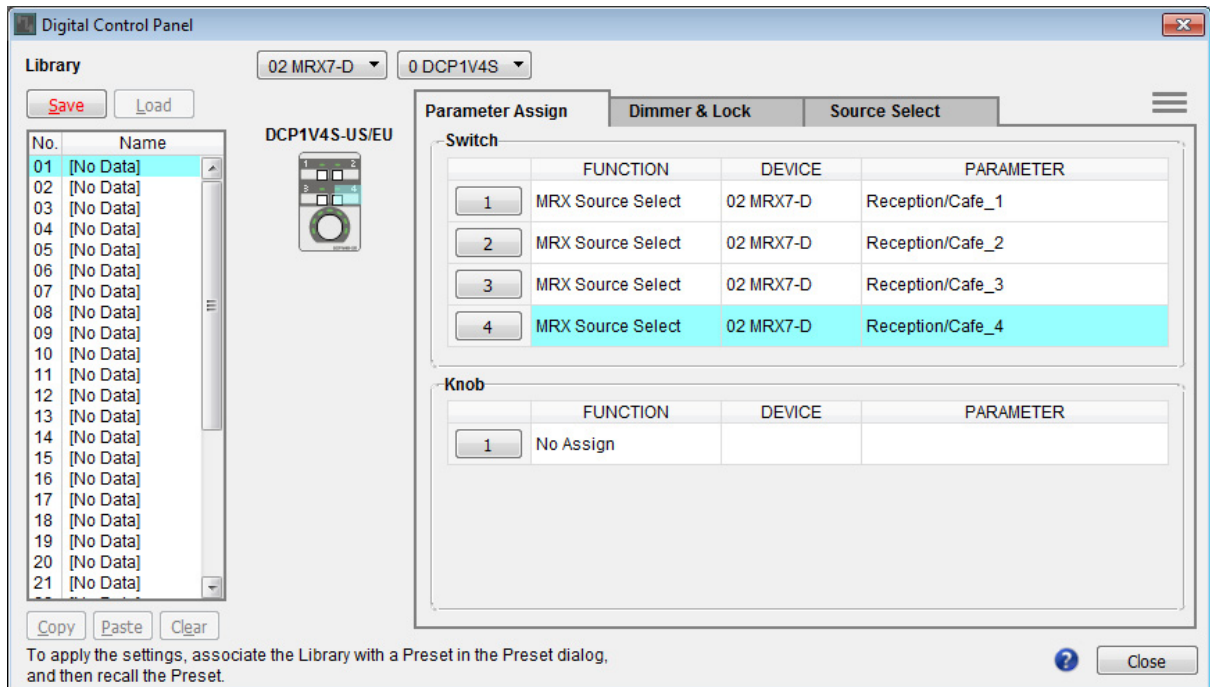 Digital Control Panel
Library
02 MRX7-D
0 DCP1V4S
Save
Load
No. Name
01 [No Data]
02 [No Data]
03 [No Data]
04 [No Data]
05 [No Data]
06 [No Data]
07 [No Data]
08 [No Data]
09 [No Data]
10 [No Data]
11 [No Data]
12 [No Data]
13 [No Data]
14 [No Data]
15 [No Data]
16 [No Data]
17 [No Data]
18 [No Data]
19 [No Data]
20 [No Data]
21 [No Data]
Copy
Paste
Clear
DCP1V4S-US/EU
1 2
3 4
Parameter Assign
Dimmer & Lock
Source Select
Switch
FUNCTION DEVICE PARAMETER
1 MRX Source Select 02 MRX7-D Reception/Cafe_1
2 MRX Source Select 02 MRX7-D Reception/Cafe_2
3 MRX Source Select 02 MRX7-D Reception/Cafe_3
4 MRX Source Select 02 MRX7-D Reception/Cafe_4
Knob
FUNCTION DEVICE PARAMETER
1 No Assign
To apply the settings, associate the Library with a Preset in the Preset dialog,
and then recall the Preset.
?
Close